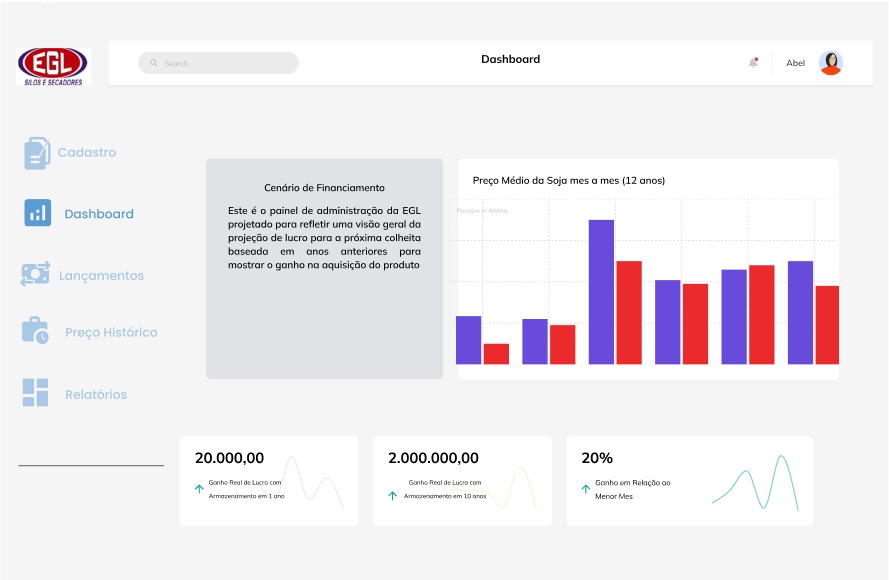 EGL
SILOS E SECADORES
Search
Dashboard
Abel
Cadastro
Dashboard
Lançamentos
Preço Histórico
Relatórios
Cenário de Financiamento
Este é o painel de administração da EGL
projetado para refletir uma visão geral da
projeção de lucro para a próxima colheita
baseada em anos anteriores para
mostrar o ganho na aquisição do produto
Preço Médio da Soja mes a mes (12 anos)
Preview in Anima
20.000,00
Ganho Real de Lucro com
Armazenamento em 1 ano
2.000.000,00
Ganho Real de Lucro com
Armazenamento em 10 anos
20%
Ganho em Relação ao
Menor Mes